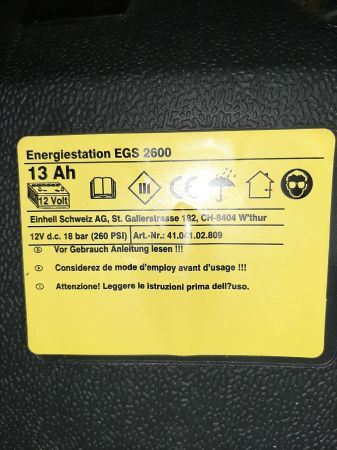 Energiestation EGS 2600
13 Ah
12 Volt
CE
Einhell Schweiz AG, St. Gallerstrasse 182, CH-8404 W'thur
12V d.c. 18 bar (260 PSI) Art.-Nr.: 41.041.02.809
D Vor Gebrauch Anleitung lesen !!!
F Considerez de mode d'employ avant d'usage !!!
I Attenzione! Leggere le istruzioni prima dell?uso.